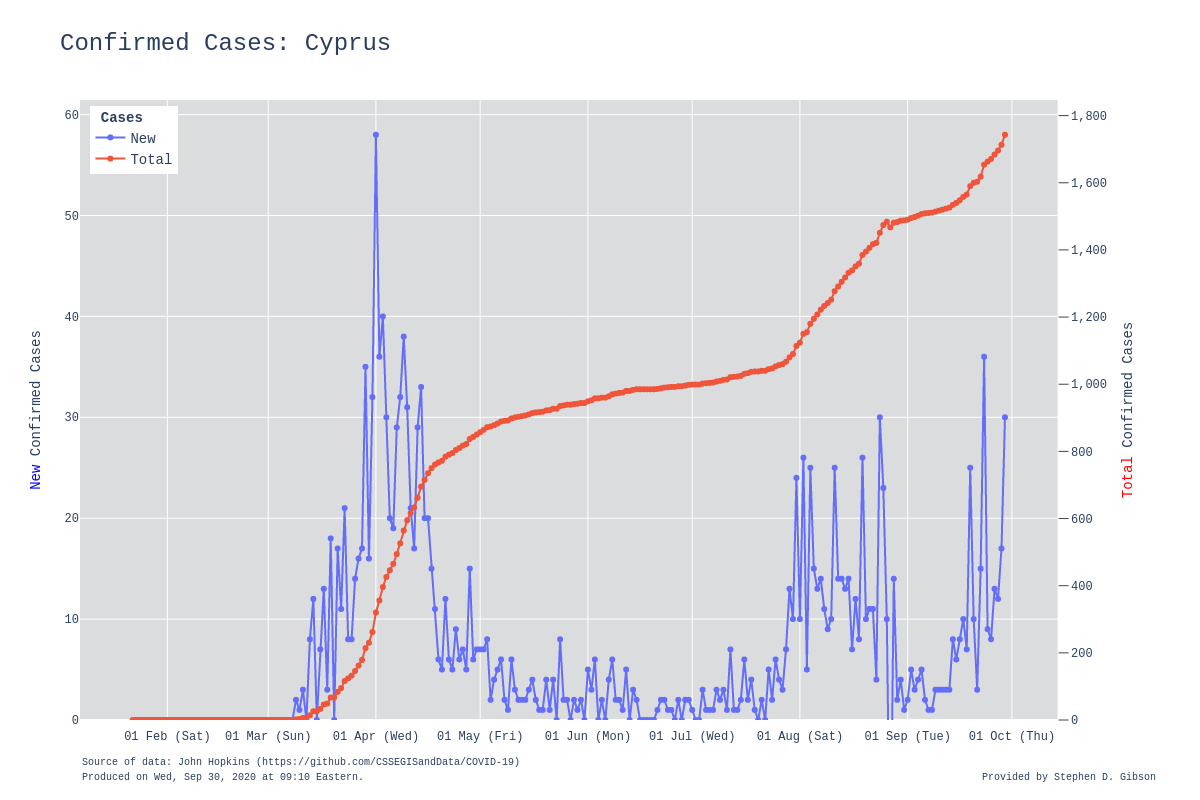 Confirmed Cases: Cyprus
Cases
New
Total
60
50
40
30
20
10
0
1,800
1,600
1,400
1,200
1,000
800
600
400
200
0
New Confirmed Cases
Total Confirmed Cases
01 Feb (Sat) 01 Mar (Sun) 01 Apr (Wed) 01 May (Fri) 01 Jun (Mon) 01 Jul (Wed) 01 Aug (Sat) 01 Sep (Tue) 01 Oct (Thu)
Source of data: John Hopkins (https://github.com/CSSEGISandData/COVID-19)
Produced on Wed, Sep 30, 2020 at 09:10 Eastern.
Provided by Stephen D. Gibson